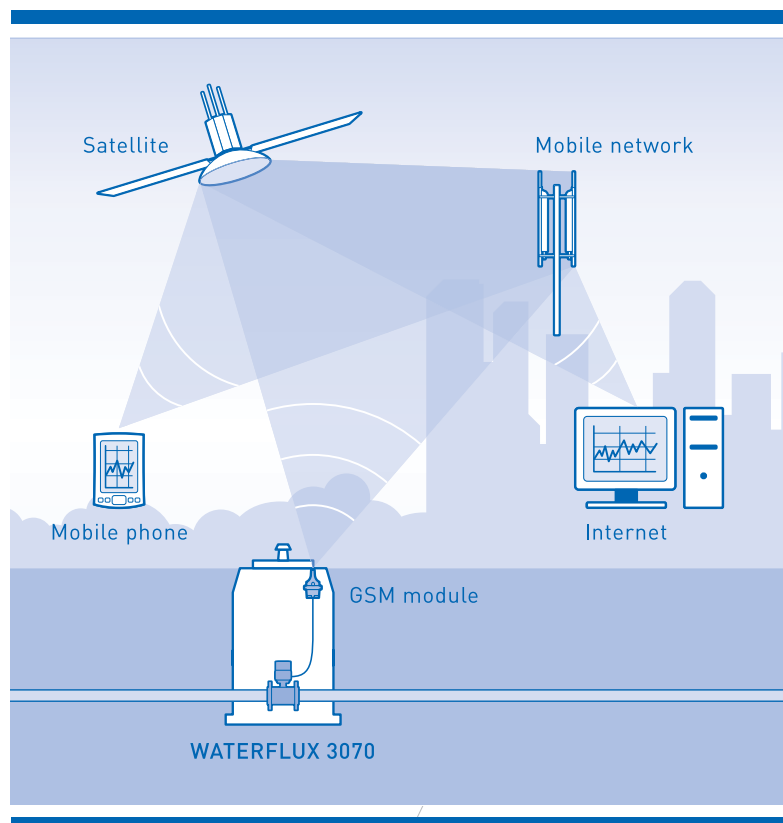 Satellite
Mobile network
Mobile phone
Internet
GSM module
WATERFLUX 3070